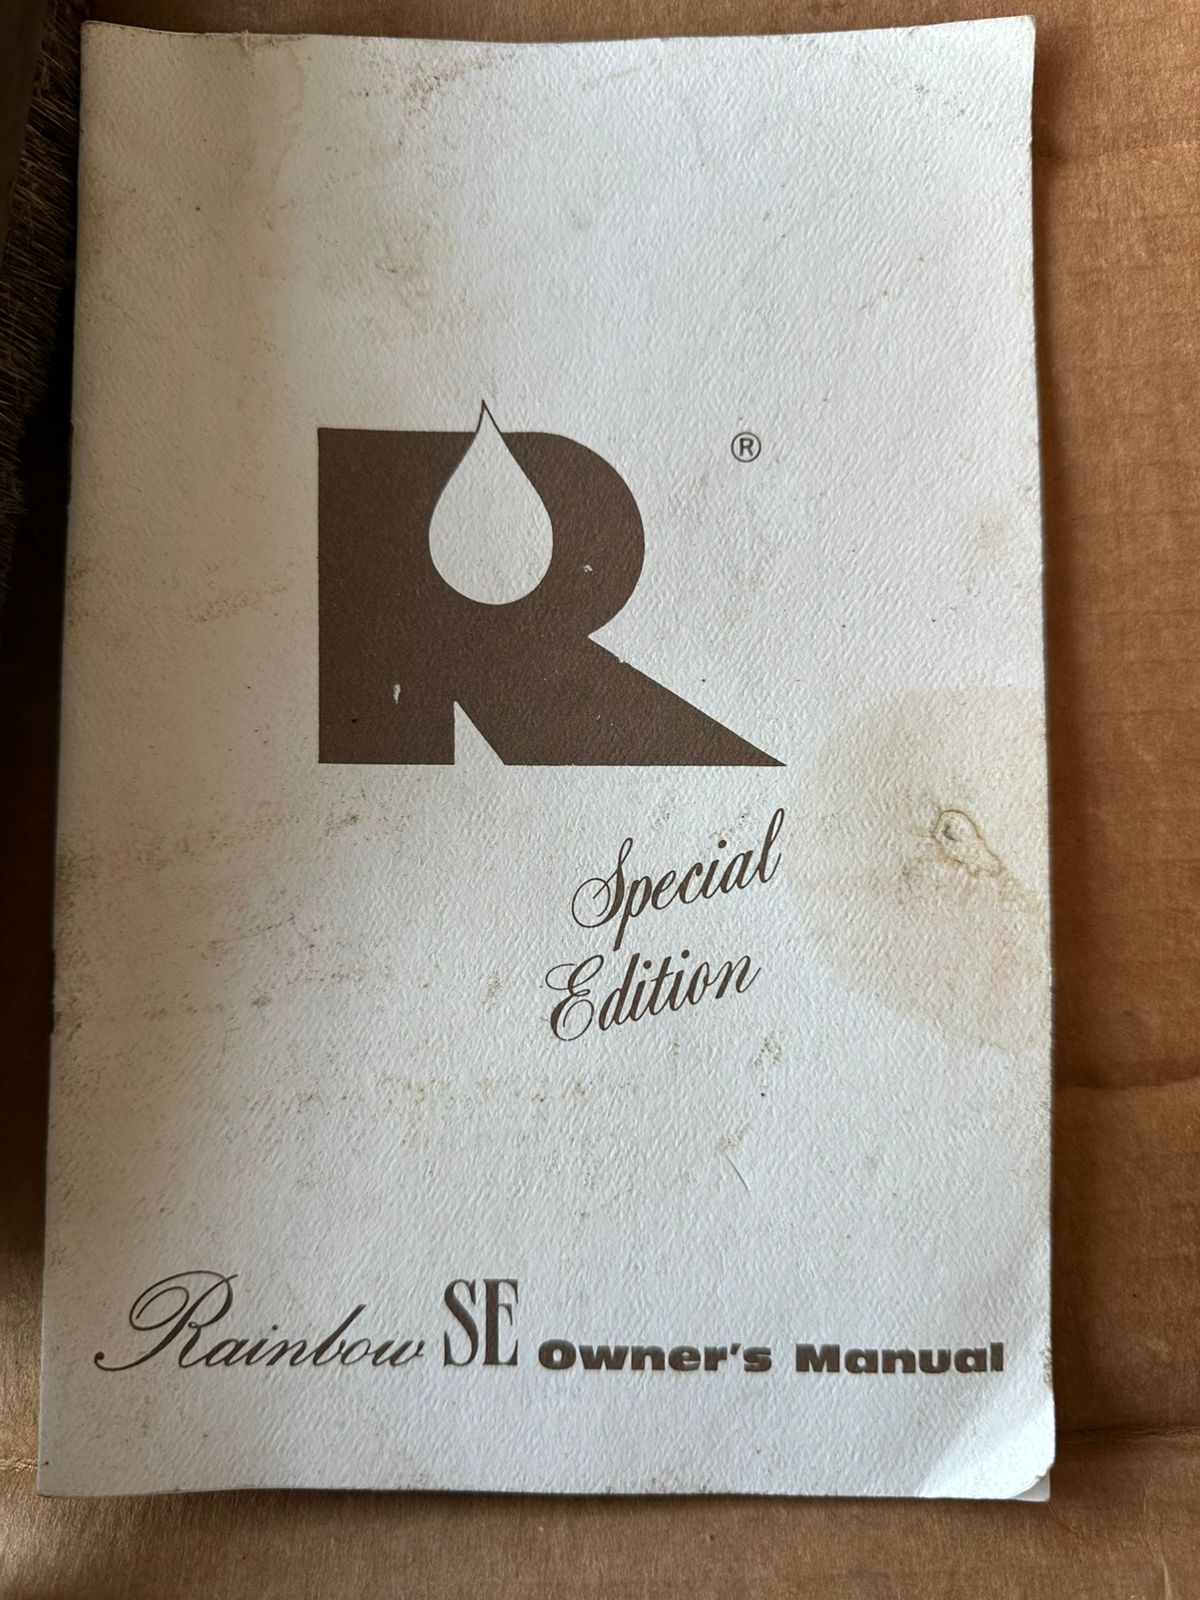 R ®
Special
Edition
Rainbow SE Owner's Manual